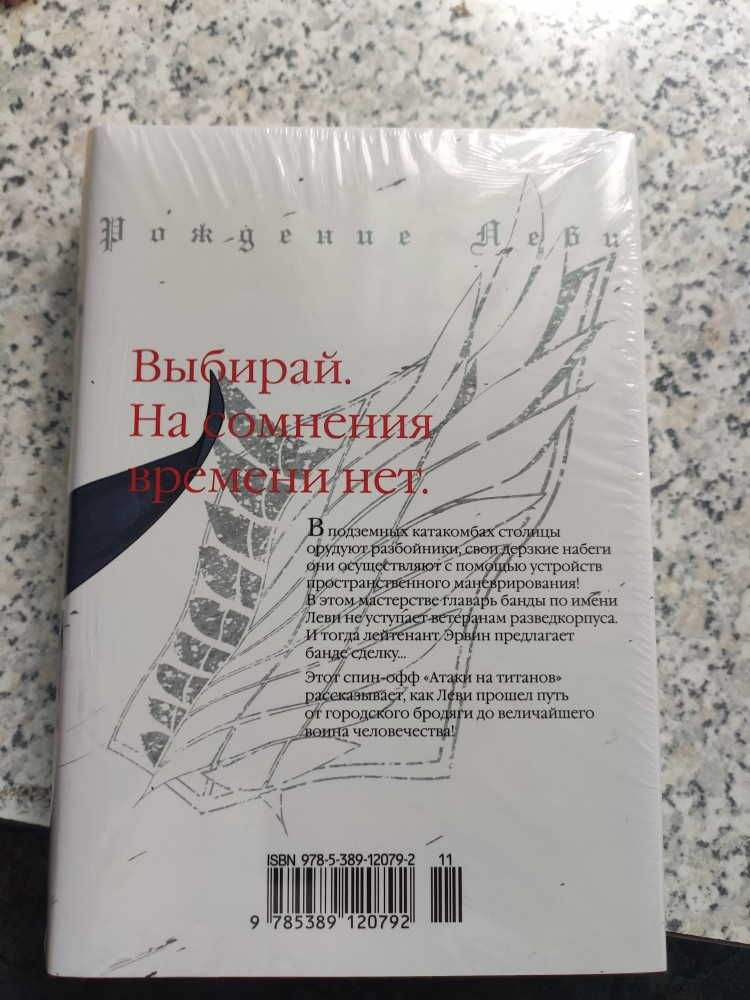 Рождение Леви
Выбирай.
На сомнения
времени нет.
В подземных катакомбах столицы
орудуют разбойники, свои дерзкие набеги
они осуществляют с помощью устройств
пространственного маневрирования!
В этом мастерстве главарь банды по имени
Леви не уступает ветеранам разведкорпуса.
И тогда лейтенант Эрвин предлагает
банде сделку...
Этот спин-офф «Атаки на титанов»
рассказывает, как Леви прошел путь
от городского бродяги до величайшего
воина человечества!
ISBN 978-5-389-12079-2 11
9 785389 120792